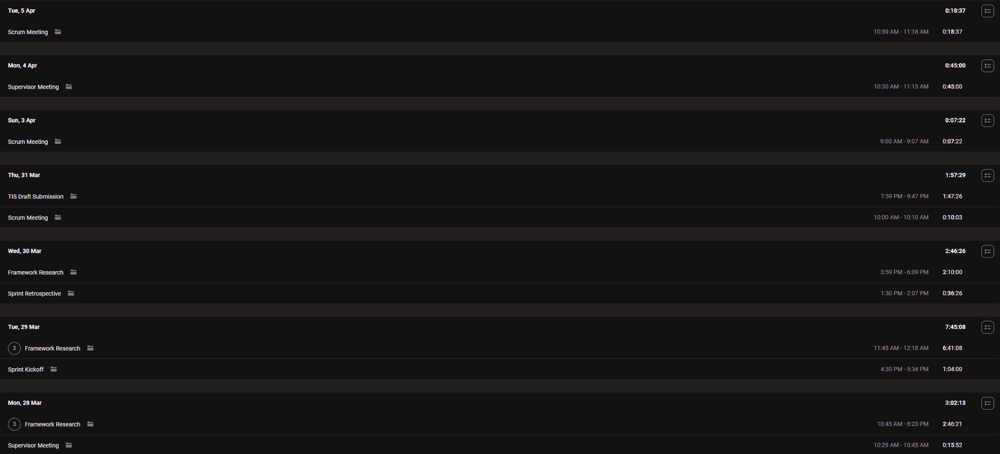 Tue, 5 Apr 0:18:37
Scrum Meeting 10:59 AM - 11:18 AM 0:18:37
Mon, 4 Apr 0:45:00
Supervisor Meeting 10:30 AM - 11:15 AM 0:45:00
Sun, 3 Apr 0:07:22
Scrum Meeting 9:00 AM - 9:07 AM 0:07:22
Thu, 31 Mar 1:57:29
TIS Draft Submission 7:59 PM - 9:47 PM 1:47:26
Scrum Meeting 10:00 AM - 10:10 AM 0:10:03
Wed, 30 Mar 2:46:26
Framework Research 3:59 PM - 6:09 PM 2:10:00
Sprint Retrospective 1:30 PM - 2:07 PM 0:36:26
Tue, 29 Mar 7:45:08
3 Framework Research 11:45 AM - 12:18 AM 6:41:08
Sprint Kickoff 4:30 PM - 5:34 PM 1:04:00
Mon, 28 Mar 3:02:13
3 Framework Research 10:45 AM - 8:23 PM 2:46:21
Supervisor Meeting 10:29 AM - 10:45 AM 0:15:52